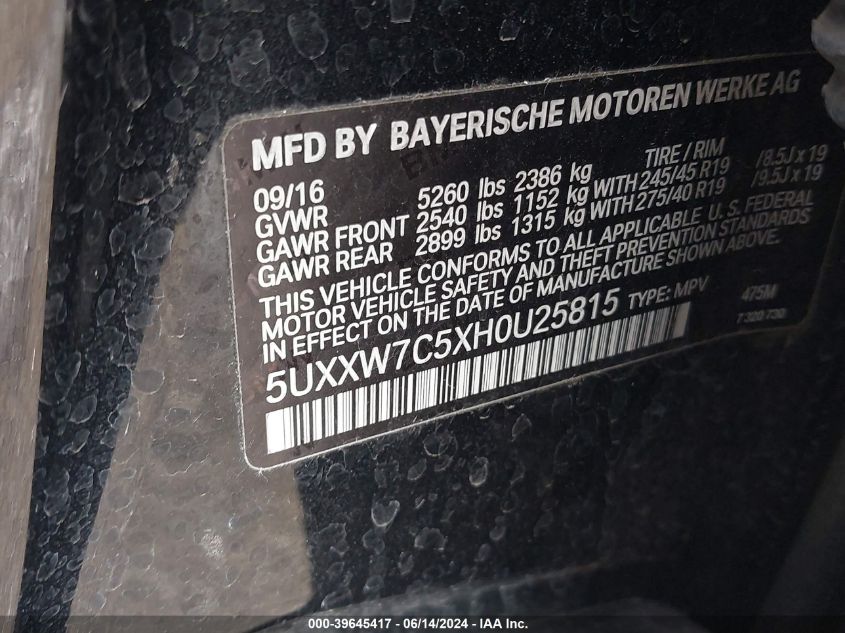 MFD BY BAYERISCHE MOTOREN WERKE AG
09/16 TIRE / RIM
GVWR 5260 lbs 2386 kg
GAWR FRONT 2540 lbs 1152 kg WITH 245/45 R19 /8.5J x 19
GAWR REAR 2899 lbs 1315 kg WITH 275/40 R19 /9.5J x 19
THIS VEHICLE CONFORMS TO ALL APPLICABLE U. S. FEDERAL
MOTOR VEHICLE SAFETY AND THEFT PREVENTION STANDARDS
IN EFFECT ON THE DATE OF MANUFACTURE SHOWN ABOVE.
5UXXW7C5XH0U25815 TYPE: MPV 475M
7 320 730
000-39645417 - 06/14/2024 - IAA Inc.